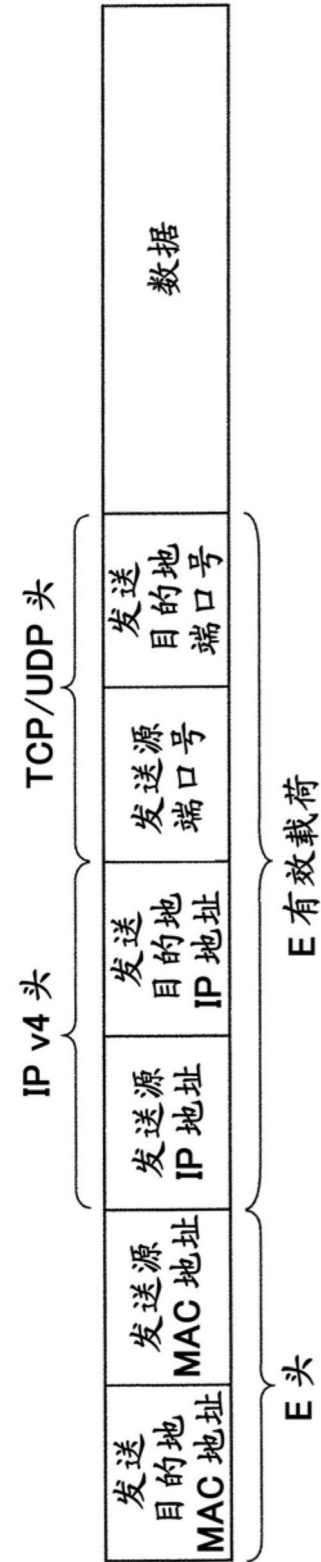 IP v4 头
TCP/UDP 头
发送
目的地
MAC 地址
发送源
MAC 地址
发送源
IP 地址
发送
目的地
IP 地址
发送源
端口号
发送
目的地
端口号
数据
E 头
E 有效载荷